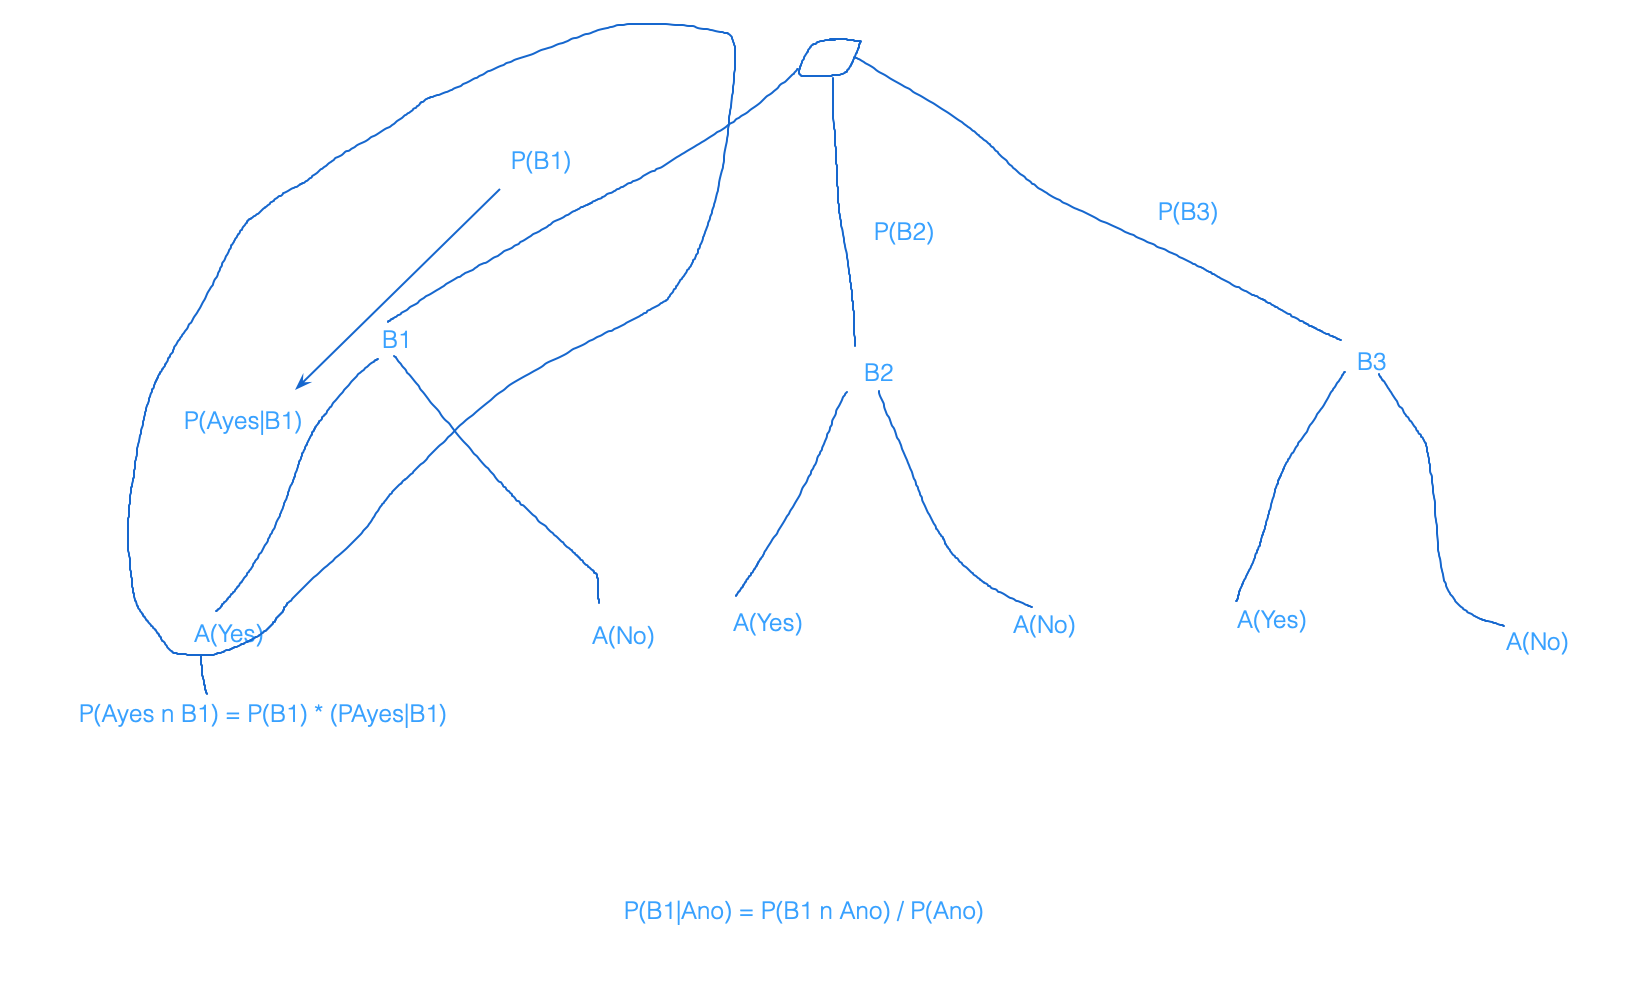 P(B1)
P(B2)
P(B3)
B1
B2
B3
P(Ayes|B1)
A(Yes)
A(No)
A(Yes)
A(No)
A(Yes)
A(No)
P(Ayes n B1) = P(B1) * (PAyes|B1)
P(B1|Ano) = P(B1 n Ano) / P(Ano)